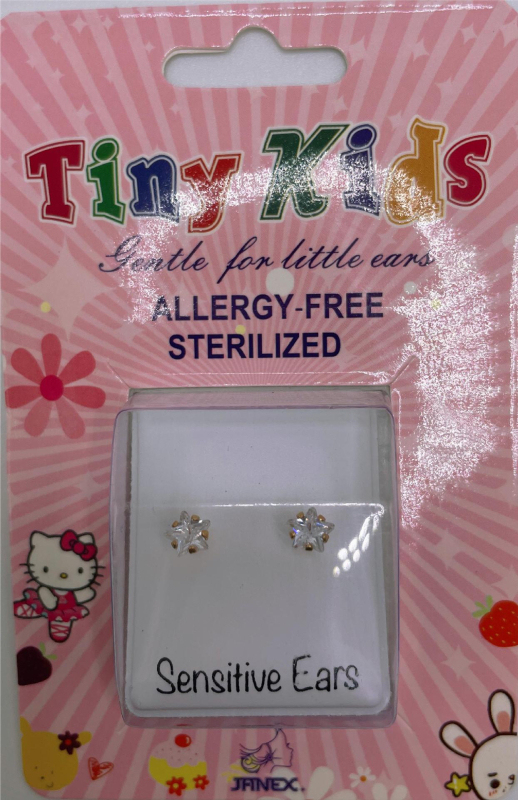 Tiny Kids
Gentle for little ears
ALLERGY-FREE
STERILIZED
Sensitive Ears
JANEX